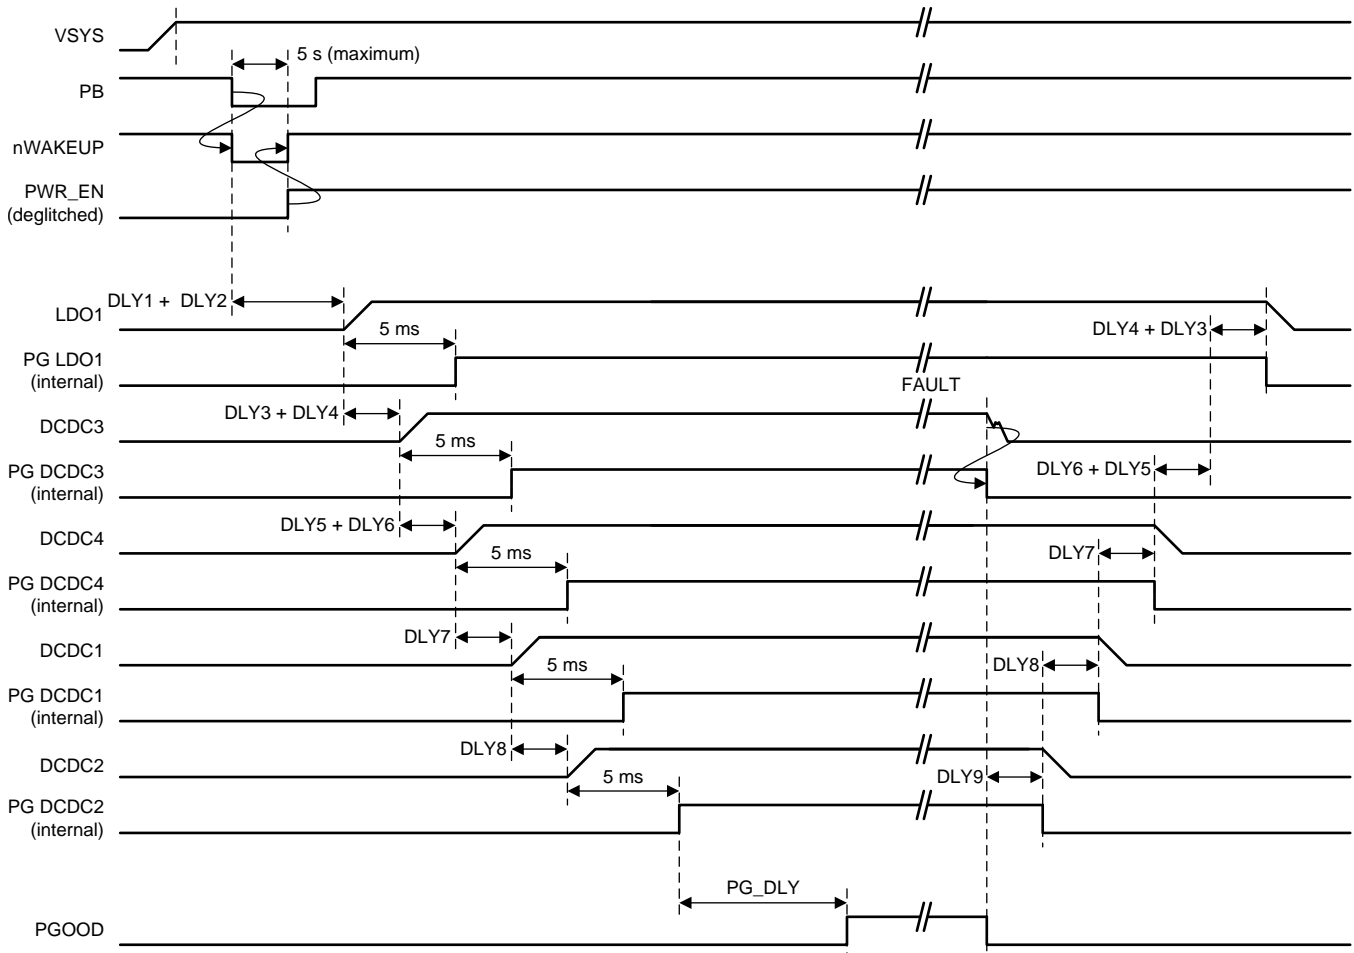 VSYS
5 s (maximum)
PB
nWAKEUP
PWR_EN
(deglitched)
DLY1 + DLY2
LDO1
5 ms
DLY4 + DLY3
PG LDO1
(internal)
FAULT
DLY3 + DLY4
DCDC3
5 ms
PG DCDC3
(internal)
DLY6 + DLY5
DLY5 + DLY6
DCDC4
5 ms
DLY7
PG DCDC4
(internal)
DLY7
DCDC1
5 ms
DLY8
PG DCDC1
(internal)
DLY8
DCDC2
5 ms
DLY9
PG DCDC2
(internal)
PG_DLY
PGOOD